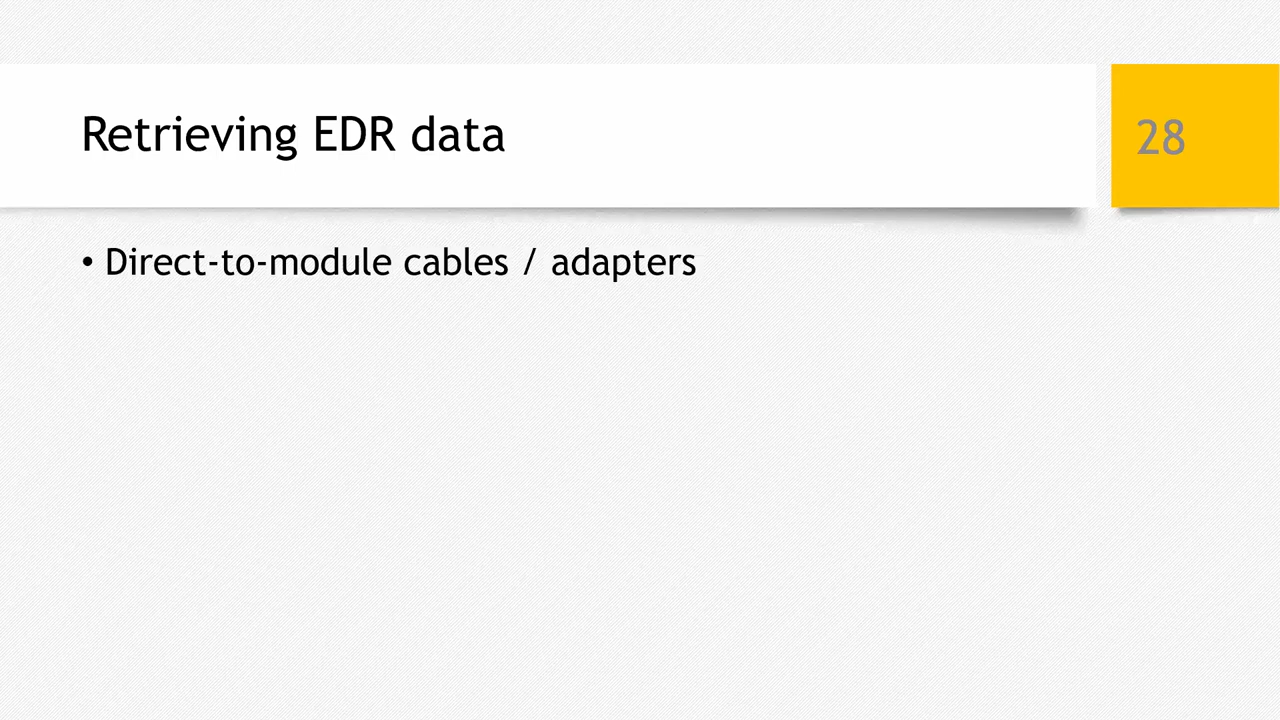 Retrieving EDR data
28
• Direct-to-module cables / adapters